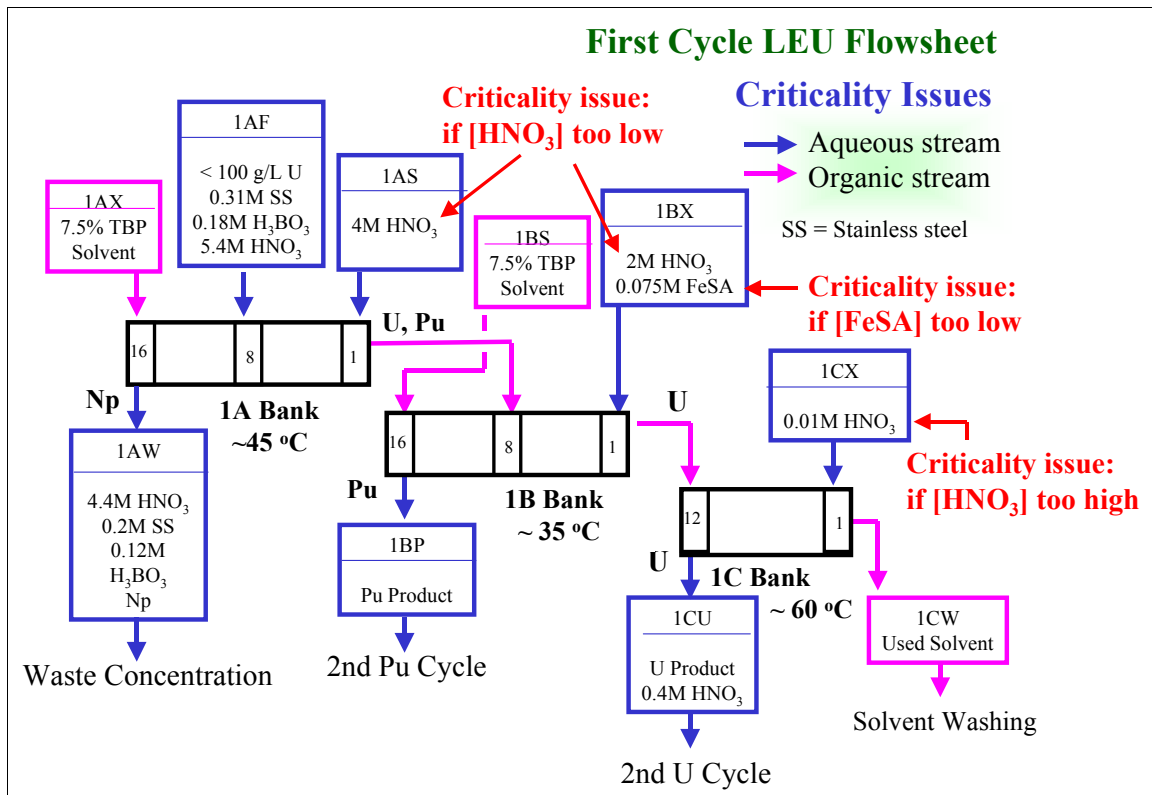 First Cycle LEU Flowsheet
Criticality Issues
Aqueous stream
Organic stream
SS = Stainless steel
Criticality issue:
if [HNO₃] too low
1AX
7.5% TBP
Solvent
1AF
< 100 g/L U
0.31M SS
0.18M H₃BO₃
5.4M HNO₃
1AS
4M HNO₃
1BS
7.5% TBP
Solvent
1BX
2M HNO₃
0.075M FeSA
Criticality issue:
if [FeSA] too low
16
8
1
U, Pu
Np
1A Bank
~45 °C
1CX
0.01M HNO₃
Criticality issue:
if [HNO₃] too high
16
8
1
U
Pu
1B Bank
~ 35 °C
12
1
U
1C Bank
~ 60 °C
1AW
4.4M HNO₃
0.2M SS
0.12M
H₃BO₃
Np
Waste Concentration
1BP
Pu Product
2nd Pu Cycle
1CU
U Product
0.4M HNO₃
2nd U Cycle
1CW
Used Solvent
Solvent Washing